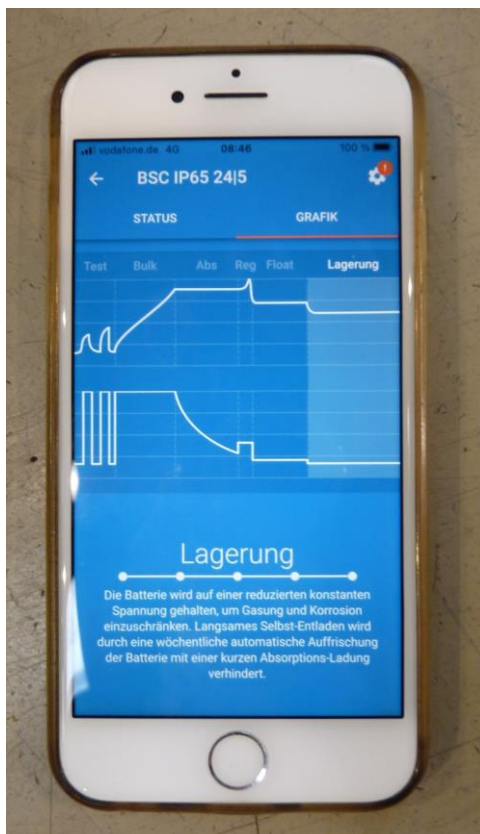 vodafone.de 4G 08:46 100 %
BSC IP65 24|5
1
STATUS GRAFIK
Test Bulk Abs Reg Float Lagerung
Lagerung
Die Batterie wird auf einer reduzierten konstanten
Spannung gehalten, um Gasung und Korrosion
einzuschränken. Langsames Selbst-Entladen wird
durch eine wöchentliche automatische Auffrischung
der Batterie mit einer kurzen Absorptions-Ladung
verhindert.